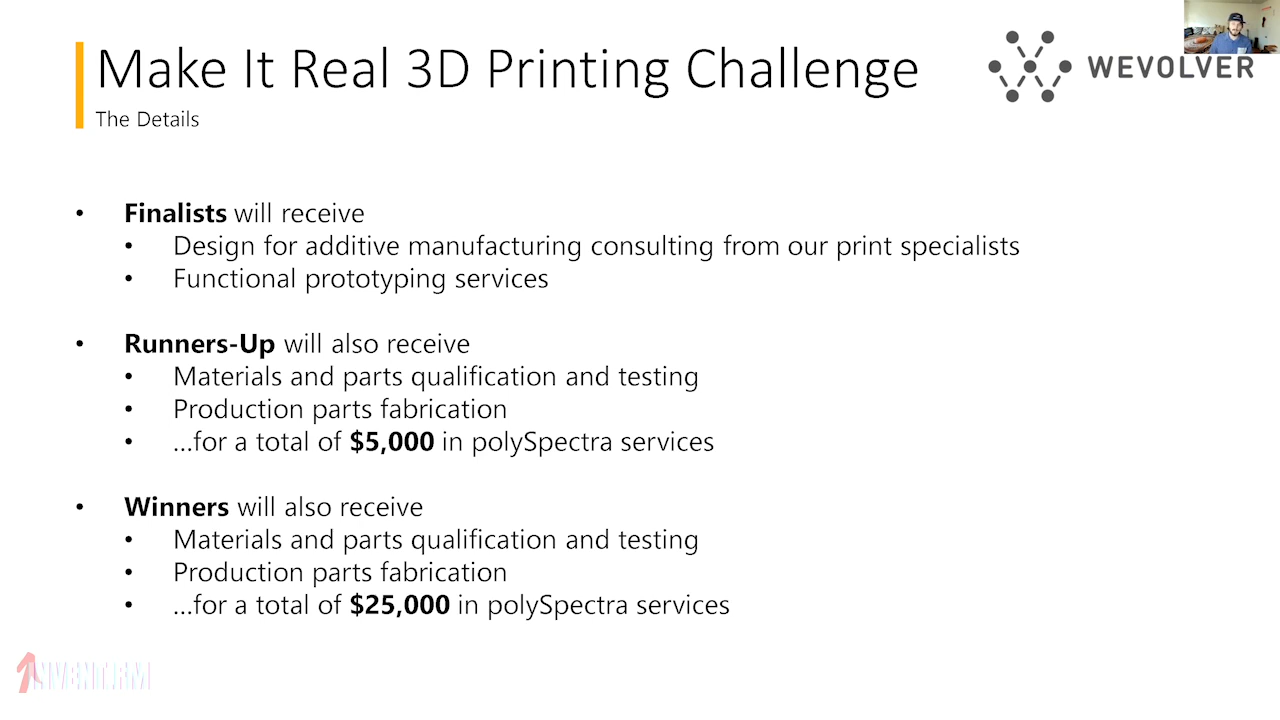 Make It Real 3D Printing Challenge
WEVOLVER
The Details
• Finalists will receive
• Design for additive manufacturing consulting from our print specialists
• Functional prototyping services
• Runners-Up will also receive
• Materials and parts qualification and testing
• Production parts fabrication
• ...for a total of $5,000 in polySpectra services
• Winners will also receive
• Materials and parts qualification and testing
• Production parts fabrication
• ...for a total of $25,000 in polySpectra services
1NVENT.RM